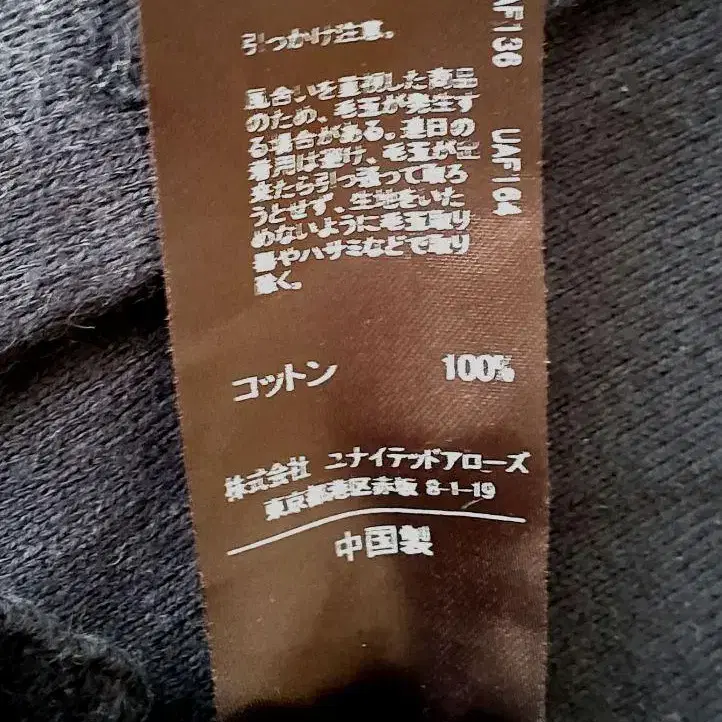 引っかけ注意。
風合いを重視した商品
のため、毛玉が発生す
る場合がある。連日の
着用は避け、毛玉が出
来たら引っ張って取ろ
うとせず、生地をいた
めないように毛玉取り
器やハサミなどで取り
除く。
コットン 100%
株式会社 ユナイテッドアローズ
東京都港区赤坂 8-1-19
中国製
AF136
UAF104